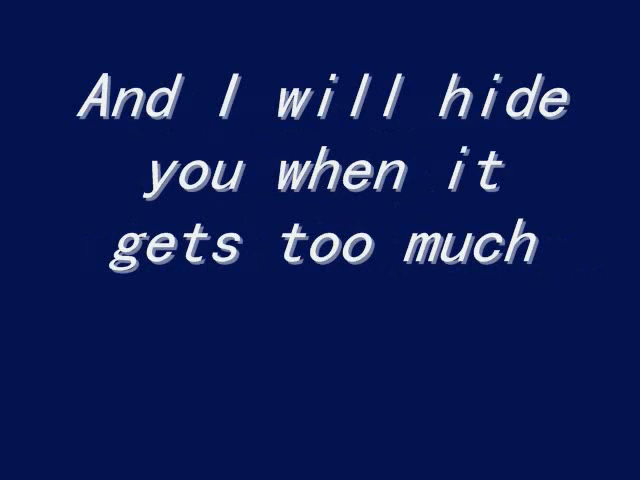 And I will hide
you when it
gets too much